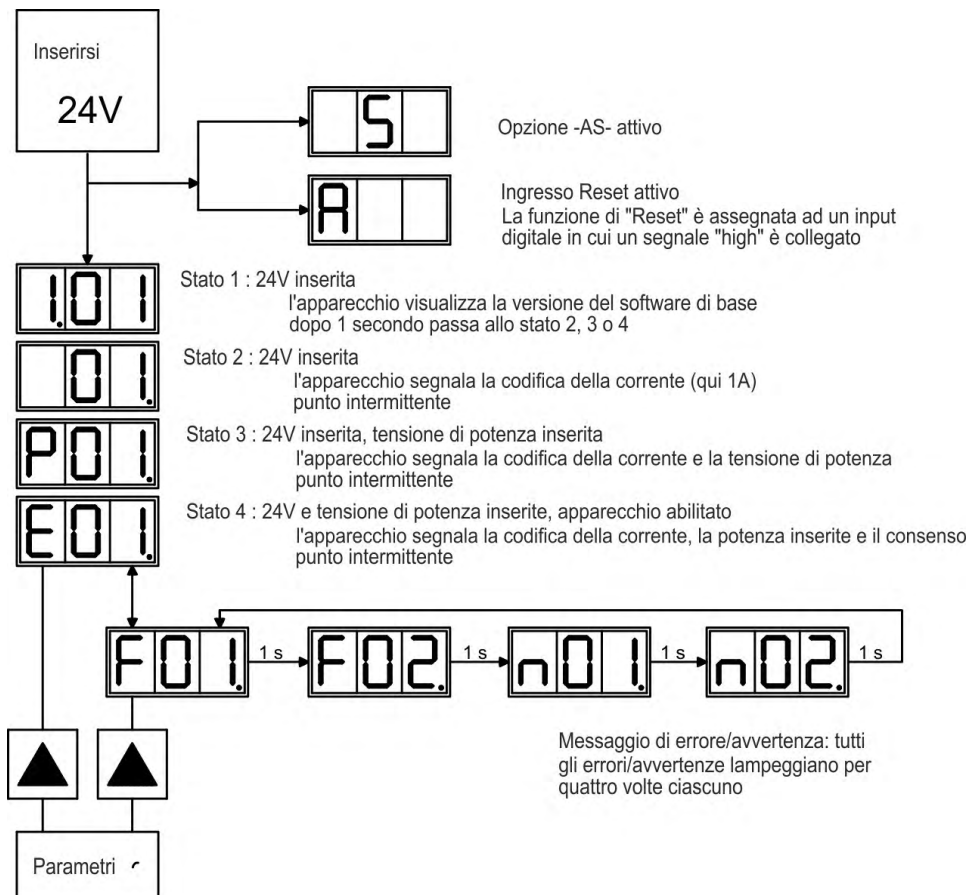 Inserirsi
24V
S
Opzione -AS- attivo
A
Ingresso Reset attivo
La funzione di "Reset" è assegnata ad un input
digitale in cui un segnale "high" è collegato
1.01
Stato 1 : 24V inserita
l'apparecchio visualizza la versione del software di base
dopo 1 secondo passa allo stato 2, 3 o 4
01.
Stato 2 : 24V inserita
l'apparecchio segnala la codifica della corrente (qui 1A)
punto intermittente
P01.
Stato 3 : 24V inserita, tensione di potenza inserita
l'apparecchio segnala la codifica della corrente e la tensione di potenza
punto intermittente
E01.
Stato 4 : 24V e tensione di potenza inserite, apparecchio abilitato
l'apparecchio segnala la codifica della corrente, la potenza inserite e il consenso
punto intermittente
F01. 1 s F02. 1 s n01. 1 s n02. 1 s
Messaggio di errore/avvertenza: tutti
gli errori/avvertenze lampeggiano per
quattro volte ciascuno
Parametri